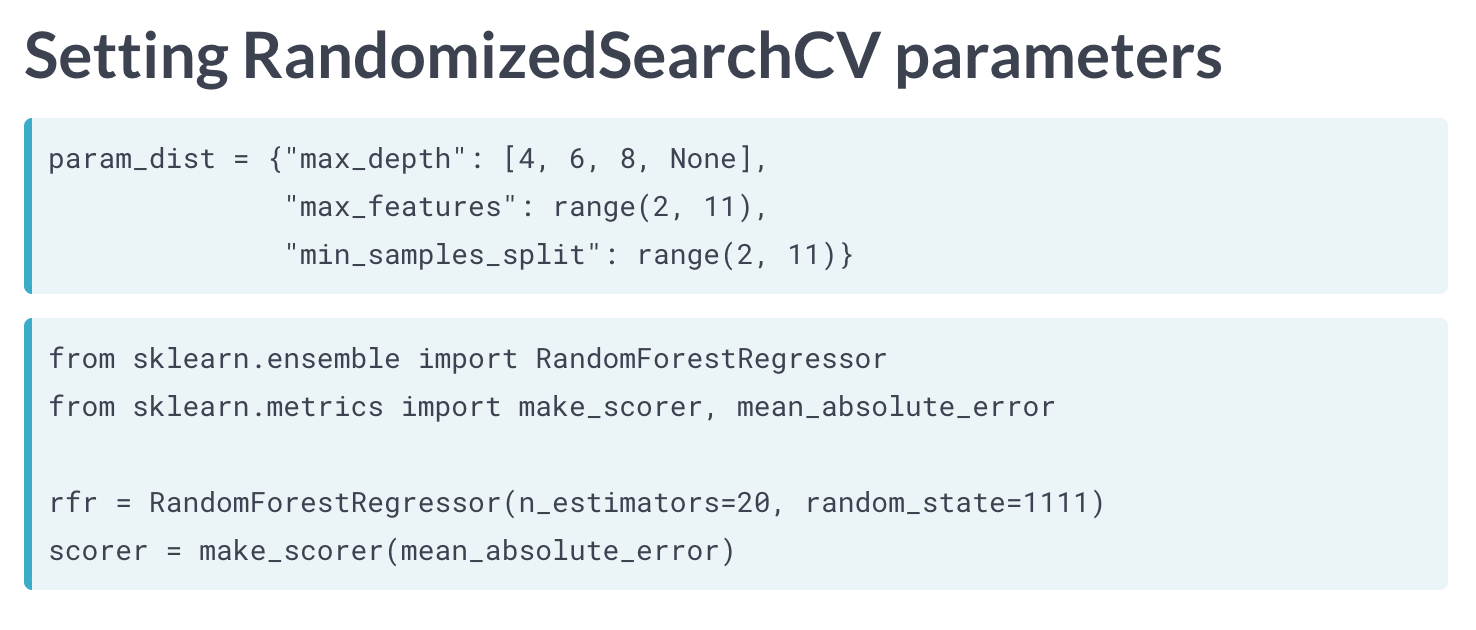 Setting RandomizedSearchCV parameters
param_dist = {"max_depth": [4, 6, 8, None],
              "max_features": range(2, 11),
              "min_samples_split": range(2, 11)}
from sklearn.ensemble import RandomForestRegressor
from sklearn.metrics import make_scorer, mean_absolute_error
rfr = RandomForestRegressor(n_estimators=20, random_state=1111)
scorer = make_scorer(mean_absolute_error)